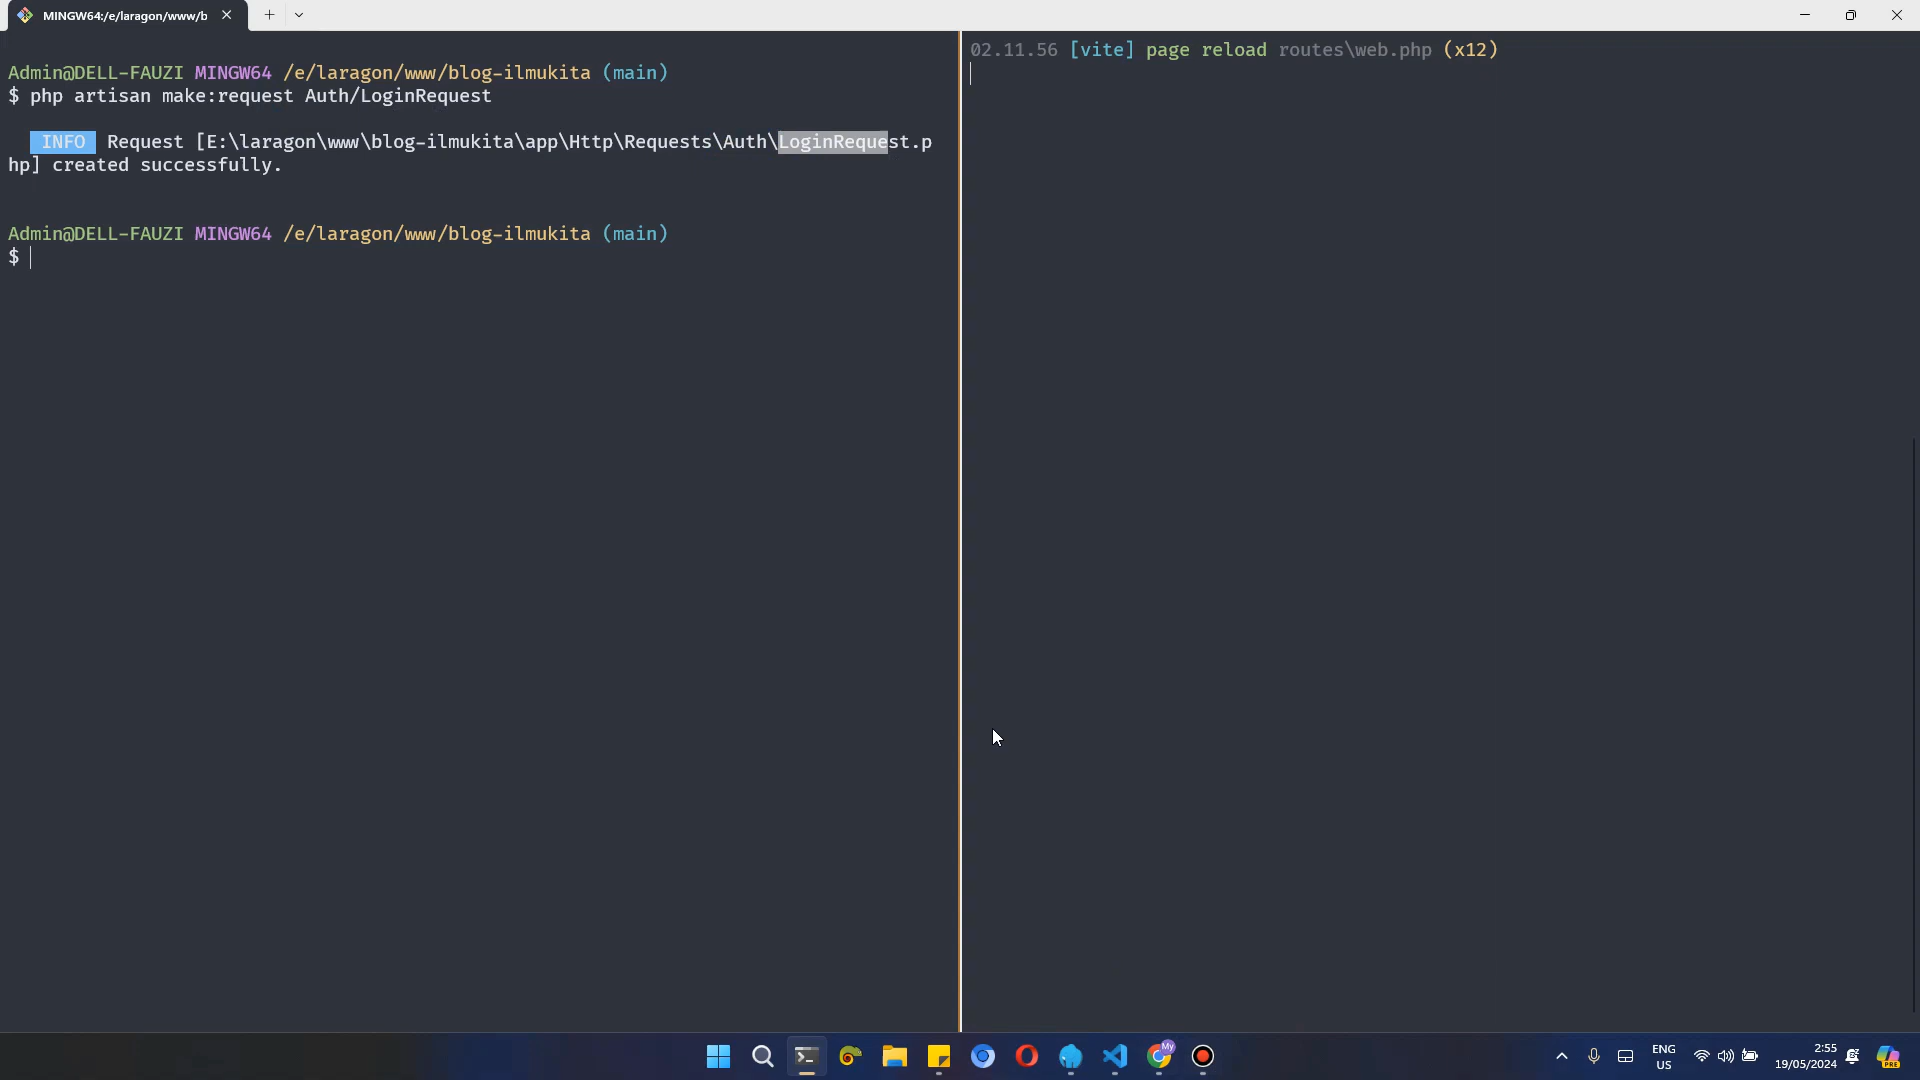 MINGW64:/e/laragon/www/b
Admin@DELL-FAUZI MINGW64 /e/laragon/www/blog-ilmukita (main)
$ php artisan make:request Auth/LoginRequest
INFO Request [E:\laragon\www\blog-ilmukita\app\Http\Requests\Auth\LoginRequest.p
hp] created successfully.
Admin@DELL-FAUZI MINGW64 /e/laragon/www/blog-ilmukita (main)
$
02.11.56 [vite] page reload routes\web.php (x12)
My
ENG
US
2:55
19/05/2024
PRE